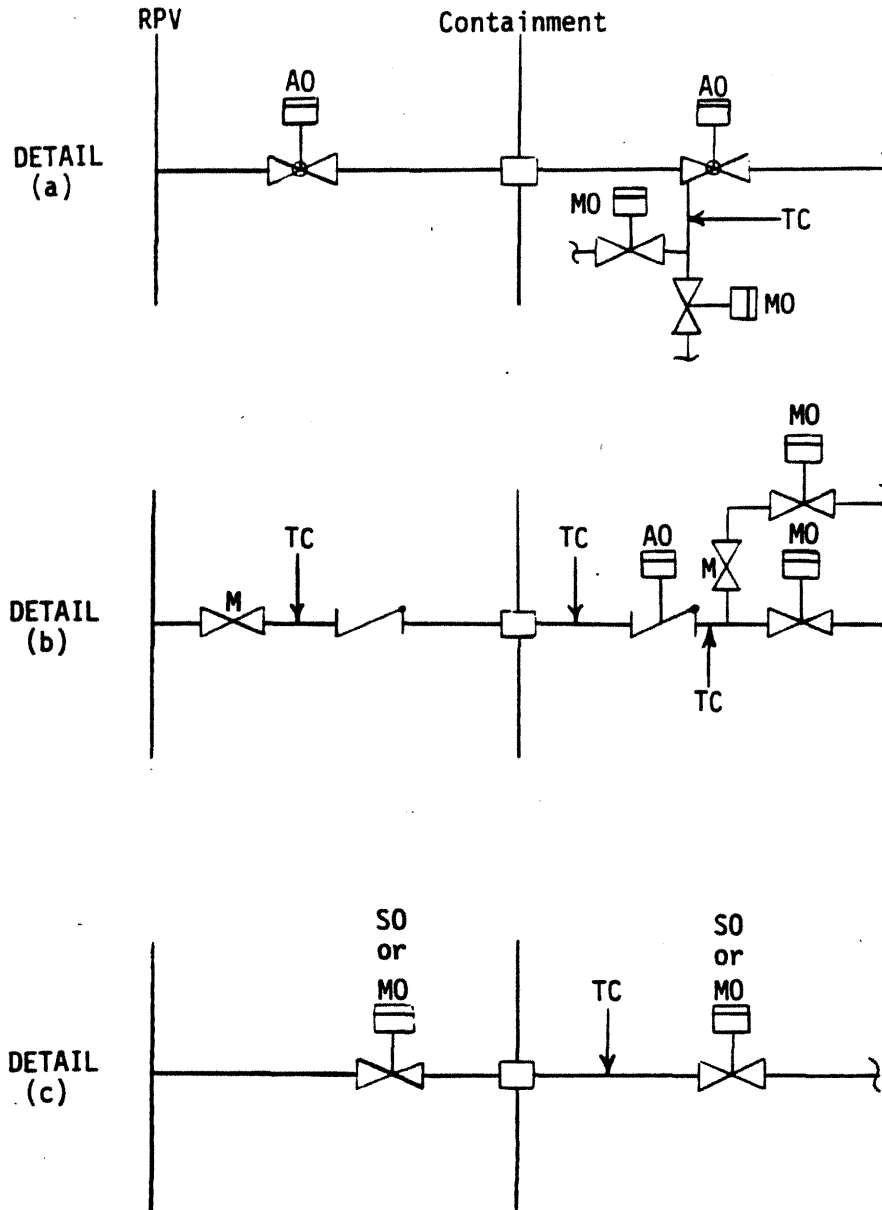 RPV Containment
AO AO
DETAIL
(a)
MO TC
MO
MO
TC TC AO M MO
DETAIL
(b)
M
TC
SO
or
MO
SO
or
MO
TC
DETAIL
(c)